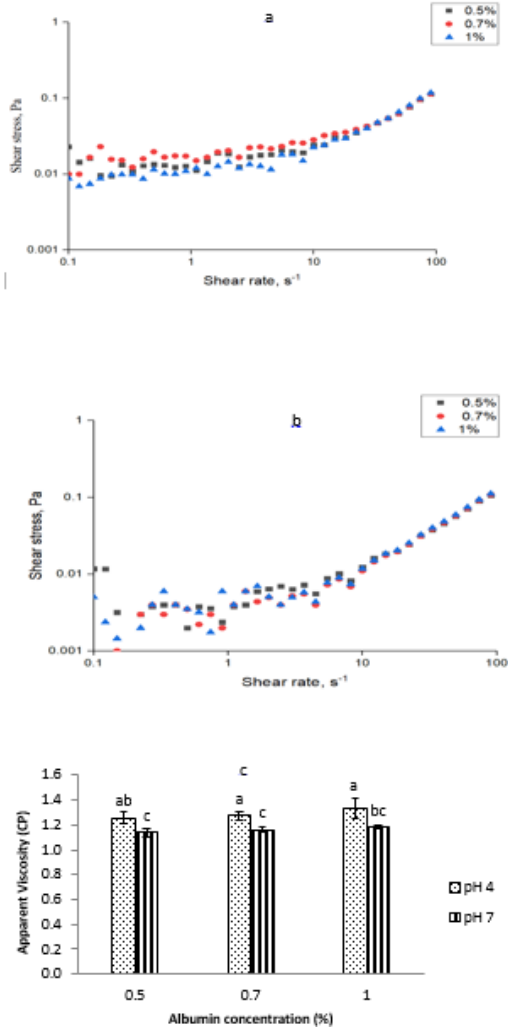 a
0.5%
0.7%
1%
1
0.1
0.01
0.001
Shear stress, Pa
0.1 1 10 100
Shear rate, s⁻¹
b
0.5%
0.7%
1%
1
0.1
0.01
0.001
Shear stress, Pa
0.1 1 10 100
Shear rate, s⁻¹
c
1.6
1.4
1.2
1.0
0.8
0.6
0.4
0.2
0.0
Apparent Viscosity (CP)
ab c a c a bc
pH 4
pH 7
0.5 0.7 1
Albumin concentration (%)